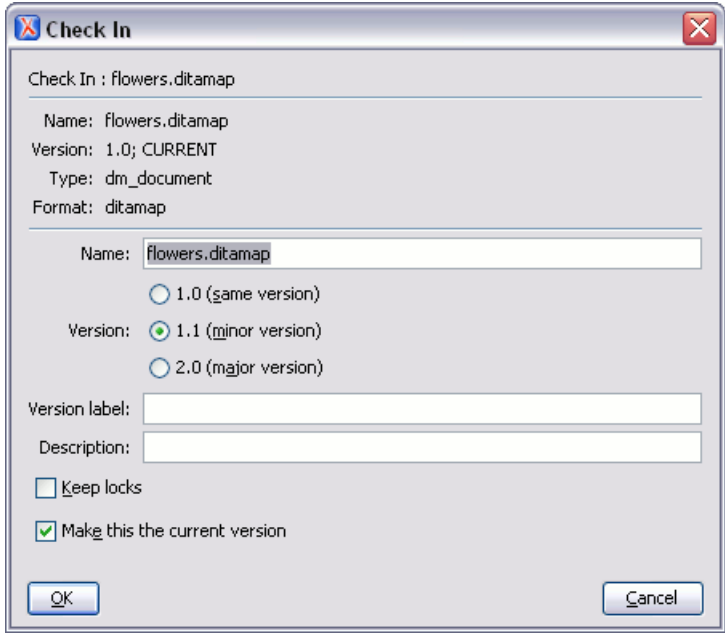 Check In
Check In : flowers.ditamap
Name: flowers.ditamap
Version: 1.0; CURRENT
Type: dm_document
Format: ditamap
Name: flowers.ditamap
1.0 (same version)
Version: 1.1 (minor version)
2.0 (major version)
Version label:
Description:
Keep locks
Make this the current version
OK Cancel